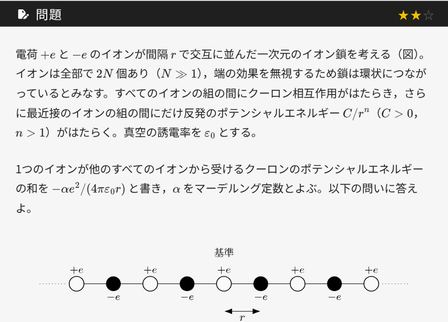 問題
★★☆
電荷 +e と −e のイオンが間隔 r で交互に並んだ一次元のイオン鎖を考える（図）。
イオンは全部で 2N 個あり（N ≫ 1），端の効果を無視するため鎖は環状につなが
っているとみなす。すべてのイオンの組の間にクーロン相互作用がはたらき，さら
に最近接のイオンの組の間にだけ反発のポテンシャルエネルギー C/rⁿ（C > 0，
n > 1）がはたらく。真空の誘電率を ε₀ とする。
1つのイオンが他のすべてのイオンから受けるクーロンのポテンシャルエネルギー
の和を −αe²/(4πε₀r) と書き，α をマーデルング定数とよぶ。以下の問いに答え
よ。
基準
+e +e +e +e +e
−e −e −e −e
r